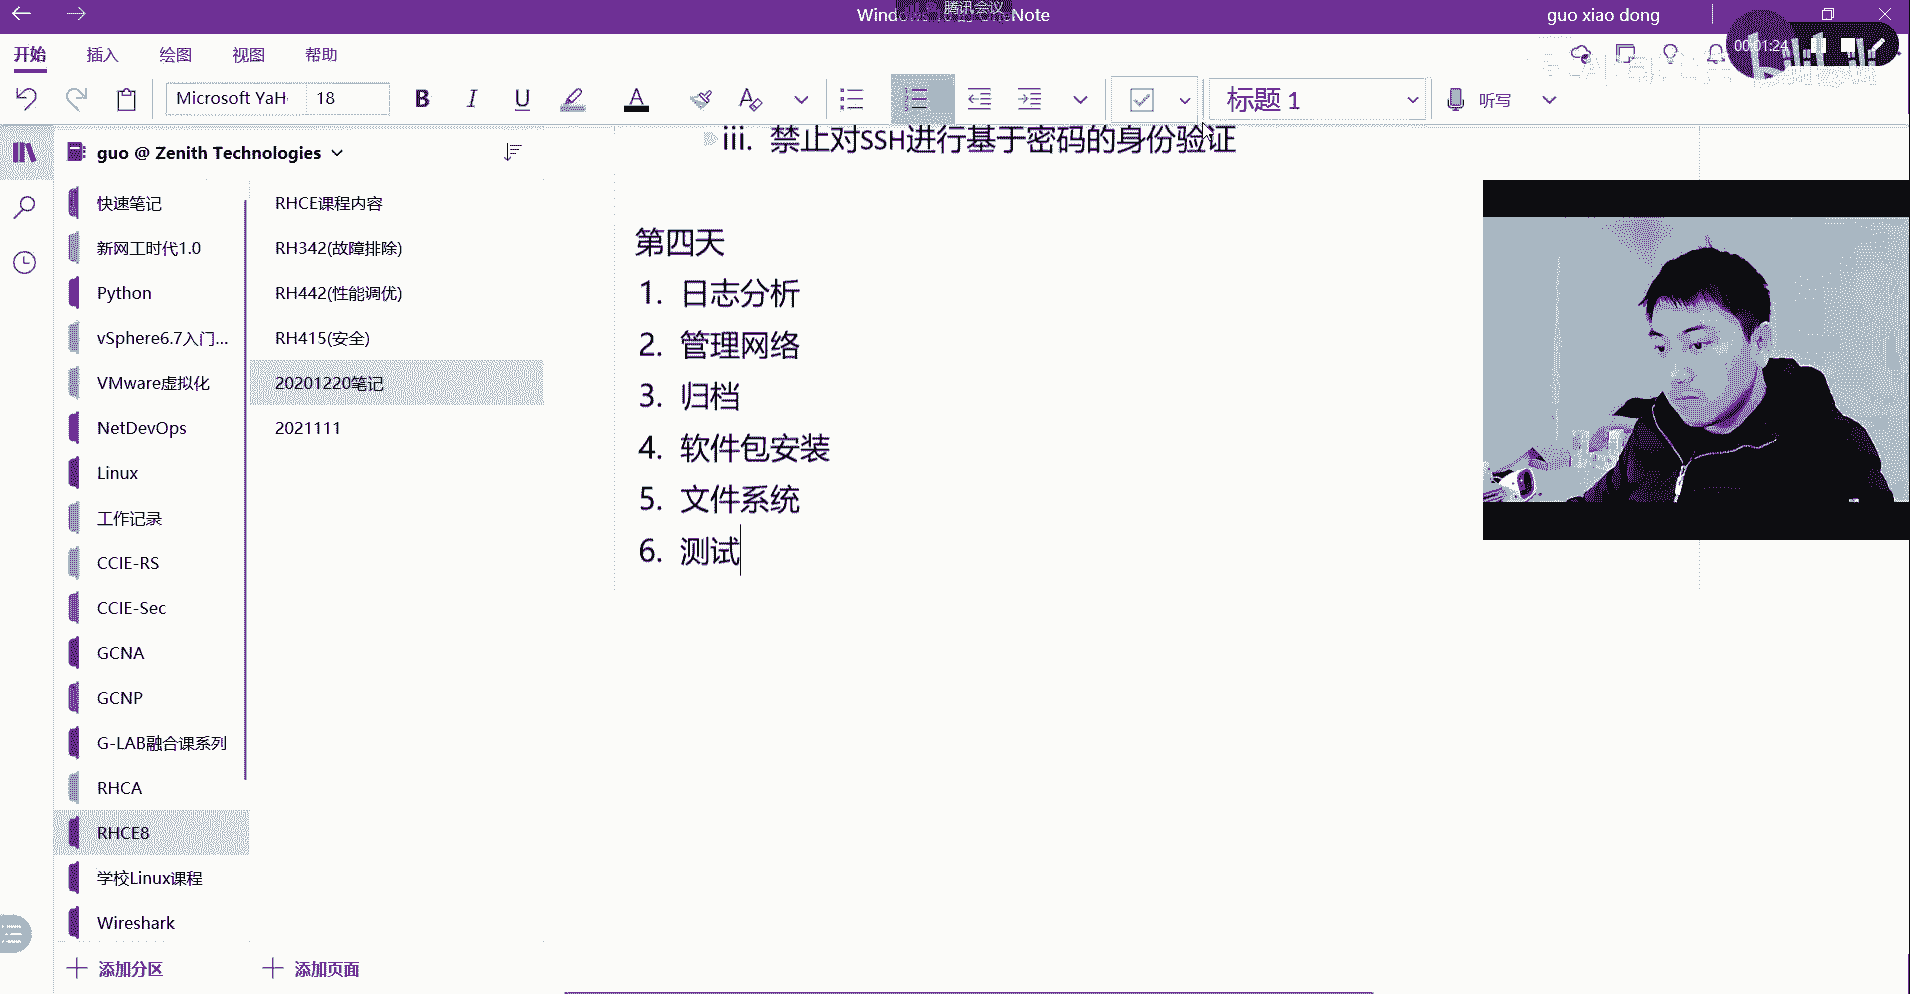 腾讯会议
guo xiao dong
00:01:24
开始 插入 绘图 视图 帮助
18
标题 1
听写
guo @ Zenith Technologies
快速笔记
新网工时代1.0
Python
vSphere6.7入门...
VMware虚拟化
NetDevOps
Linux
工作记录
CCIE-RS
CCIE-Sec
GCNA
GCNP
G-LAB融合课系列
RHCA
RHCE8
学校Linux课程
Wireshark
添加分区
RHCE课程内容
RH342(故障排除)
RH442(性能调优)
RH415(安全)
20201220笔记
2021111
添加页面
iii. 禁止对SSH进行基于密码的身份验证
第四天
1. 日志分析
2. 管理网络
3. 归档
4. 软件包安装
5. 文件系统
6. 测试